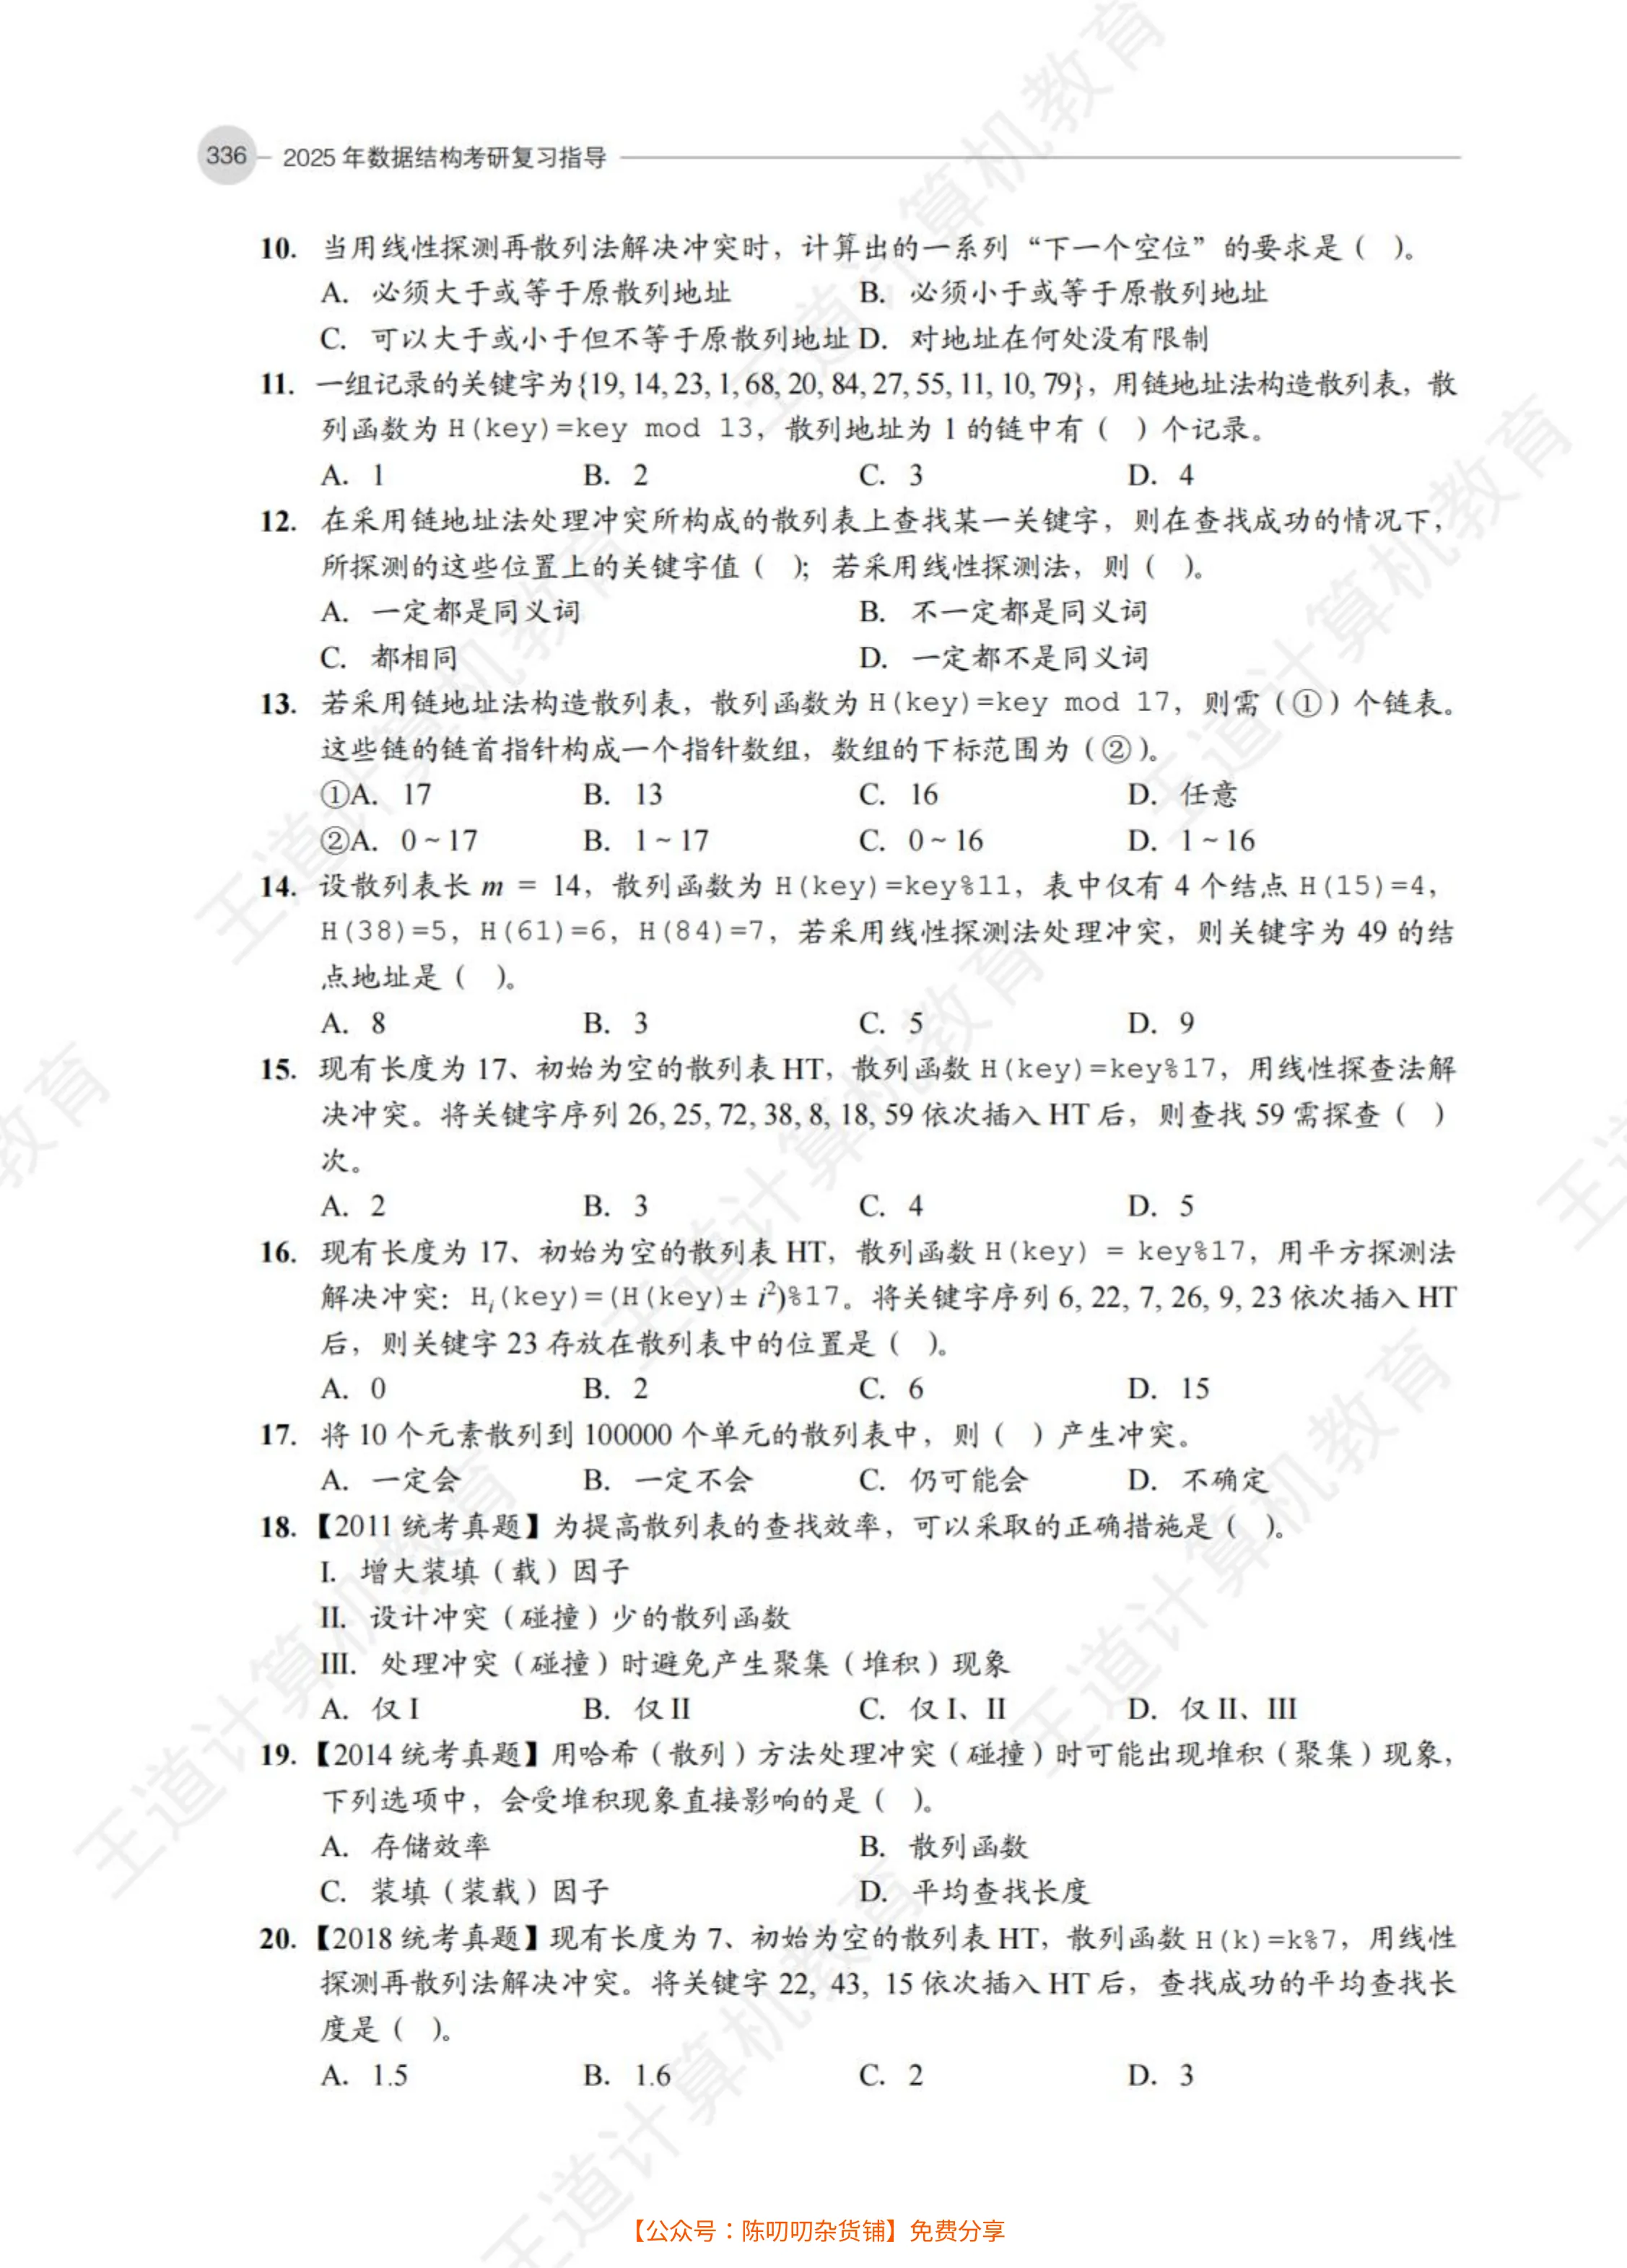 336 2025 年数据结构考研复习指导
10. 当用线性探测再散列法解决冲突时，计算出的一系列“下一个空位”的要求是（ ）。
A. 必须大于或等于原散列地址 B. 必须小于或等于原散列地址
C. 可以大于或小于但不等于原散列地址 D. 对地址在何处没有限制
11. 一组记录的关键字为{19, 14, 23, 1, 68, 20, 84, 27, 55, 11, 10, 79}，用链地址法构造散列表，散
列函数为 H(key)=key mod 13，散列地址为 1 的链中有（ ）个记录。
A. 1 B. 2 C. 3 D. 4
12. 在采用链地址法处理冲突所构成的散列表上查找某一关键字，则在查找成功的情况下，
所探测的这些位置上的关键字值（ ）；若采用线性探测法，则（ ）。
A. 一定都是同义词 B. 不一定都是同义词
C. 都相同 D. 一定都不是同义词
13. 若采用链地址法构造散列表，散列函数为 H(key)=key mod 17，则需（①）个链表。
这些链的链首指针构成一个指针数组，数组的下标范围为（②）。
①A. 17 B. 13 C. 16 D. 任意
②A. 0~17 B. 1~17 C. 0~16 D. 1~16
14. 设散列表长 m = 14，散列函数为 H(key)=key%11，表中仅有 4 个结点 H(15)=4，
H(38)=5，H(61)=6，H(84)=7，若采用线性探测法处理冲突，则关键字为 49 的结
点地址是（ ）。
A. 8 B. 3 C. 5 D. 9
15. 现有长度为 17、初始为空的散列表 HT，散列函数 H(key)=key%17，用线性探查法解
决冲突。将关键字序列 26, 25, 72, 38, 8, 18, 59 依次插入 HT 后，则查找 59 需探查（ ）
次。
A. 2 B. 3 C. 4 D. 5
16. 现有长度为 17、初始为空的散列表 HT，散列函数 H(key) = key%17，用平方探测法
解决冲突：Hᵢ(key)=(H(key)± i²)%17。将关键字序列 6, 22, 7, 26, 9, 23 依次插入 HT
后，则关键字 23 存放在散列表中的位置是（ ）。
A. 0 B. 2 C. 6 D. 15
17. 将 10 个元素散列到 100000 个单元的散列表中，则（ ）产生冲突。
A. 一定会 B. 一定不会 C. 仍可能会 D. 不确定
18. 【2011 统考真题】为提高散列表的查找效率，可以采取的正确措施是（ ）。
I. 增大装填（载）因子
II. 设计冲突（碰撞）少的散列函数
III. 处理冲突（碰撞）时避免产生聚集（堆积）现象
A. 仅 I B. 仅 II C. 仅 I、II D. 仅 II、III
19. 【2014 统考真题】用哈希（散列）方法处理冲突（碰撞）时可能出现堆积（聚集）现象，
下列选项中，会受堆积现象直接影响的是（ ）。
A. 存储效率 B. 散列函数
C. 装填（装载）因子 D. 平均查找长度
20. 【2018 统考真题】现有长度为 7、初始为空的散列表 HT，散列函数 H(k)=k%7，用线性
探测再散列法解决冲突。将关键字 22, 43, 15 依次插入 HT 后，查找成功的平均查找长
度是（ ）。
A. 1.5 B. 1.6 C. 2 D. 3
【公众号：陈叨叨杂货铺】免费分享
王道计算机教育